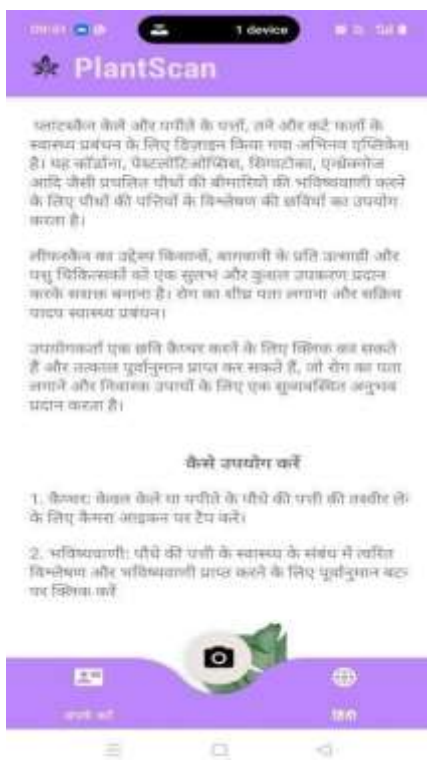 09:41
1 device
PlantScan
प्लांटस्कैन केले और पपीते के पत्तों, तने और कटे फलों के
स्वास्थ्य प्रबंधन के लिए डिज़ाइन किया गया अभिनव एप्लिकेश
है। यह कॉर्डाना, पेस्टलोटिओप्सिस, सिगाटोका, एन्थ्रेक्नोज
आदि जैसी प्रचलित पौधों की बीमारियों की भविष्यवाणी करने
के लिए पौधों की पत्तियों के विश्लेषण की छवियों का उपयोग
करता है।
लीफस्कैन का उद्देश्य किसानों, बागवानी के प्रति उत्साही और
पशु चिकित्सकों को एक सुलभ और कुशल उपकरण प्रदान
करके सशक्त बनाना है। रोग का शीघ्र पता लगाना और सक्रिय
पादप स्वास्थ्य प्रबंधन।
उपयोगकर्ता एक छवि कैप्चर करने के लिए क्लिक कर सकते
हैं और तत्काल पूर्वानुमान प्राप्त कर सकते हैं, जो रोग का पता
लगाने और निवारक उपायों के लिए एक सुव्यवस्थित अनुभव
प्रदान करता है।
कैसे उपयोग करें
1. कैप्चर: केवल केले या पपीते के पौधे की पत्ती की तस्वीर ले
के लिए कैमरा आइकन पर टैप करें।
2. भविष्यवाणी: पौधे की पत्ती के स्वास्थ्य के संबंध में त्वरित
विश्लेषण और भविष्यवाणी प्राप्त करने के लिए पूर्वानुमान बट
पर क्लिक करें
हिंदी